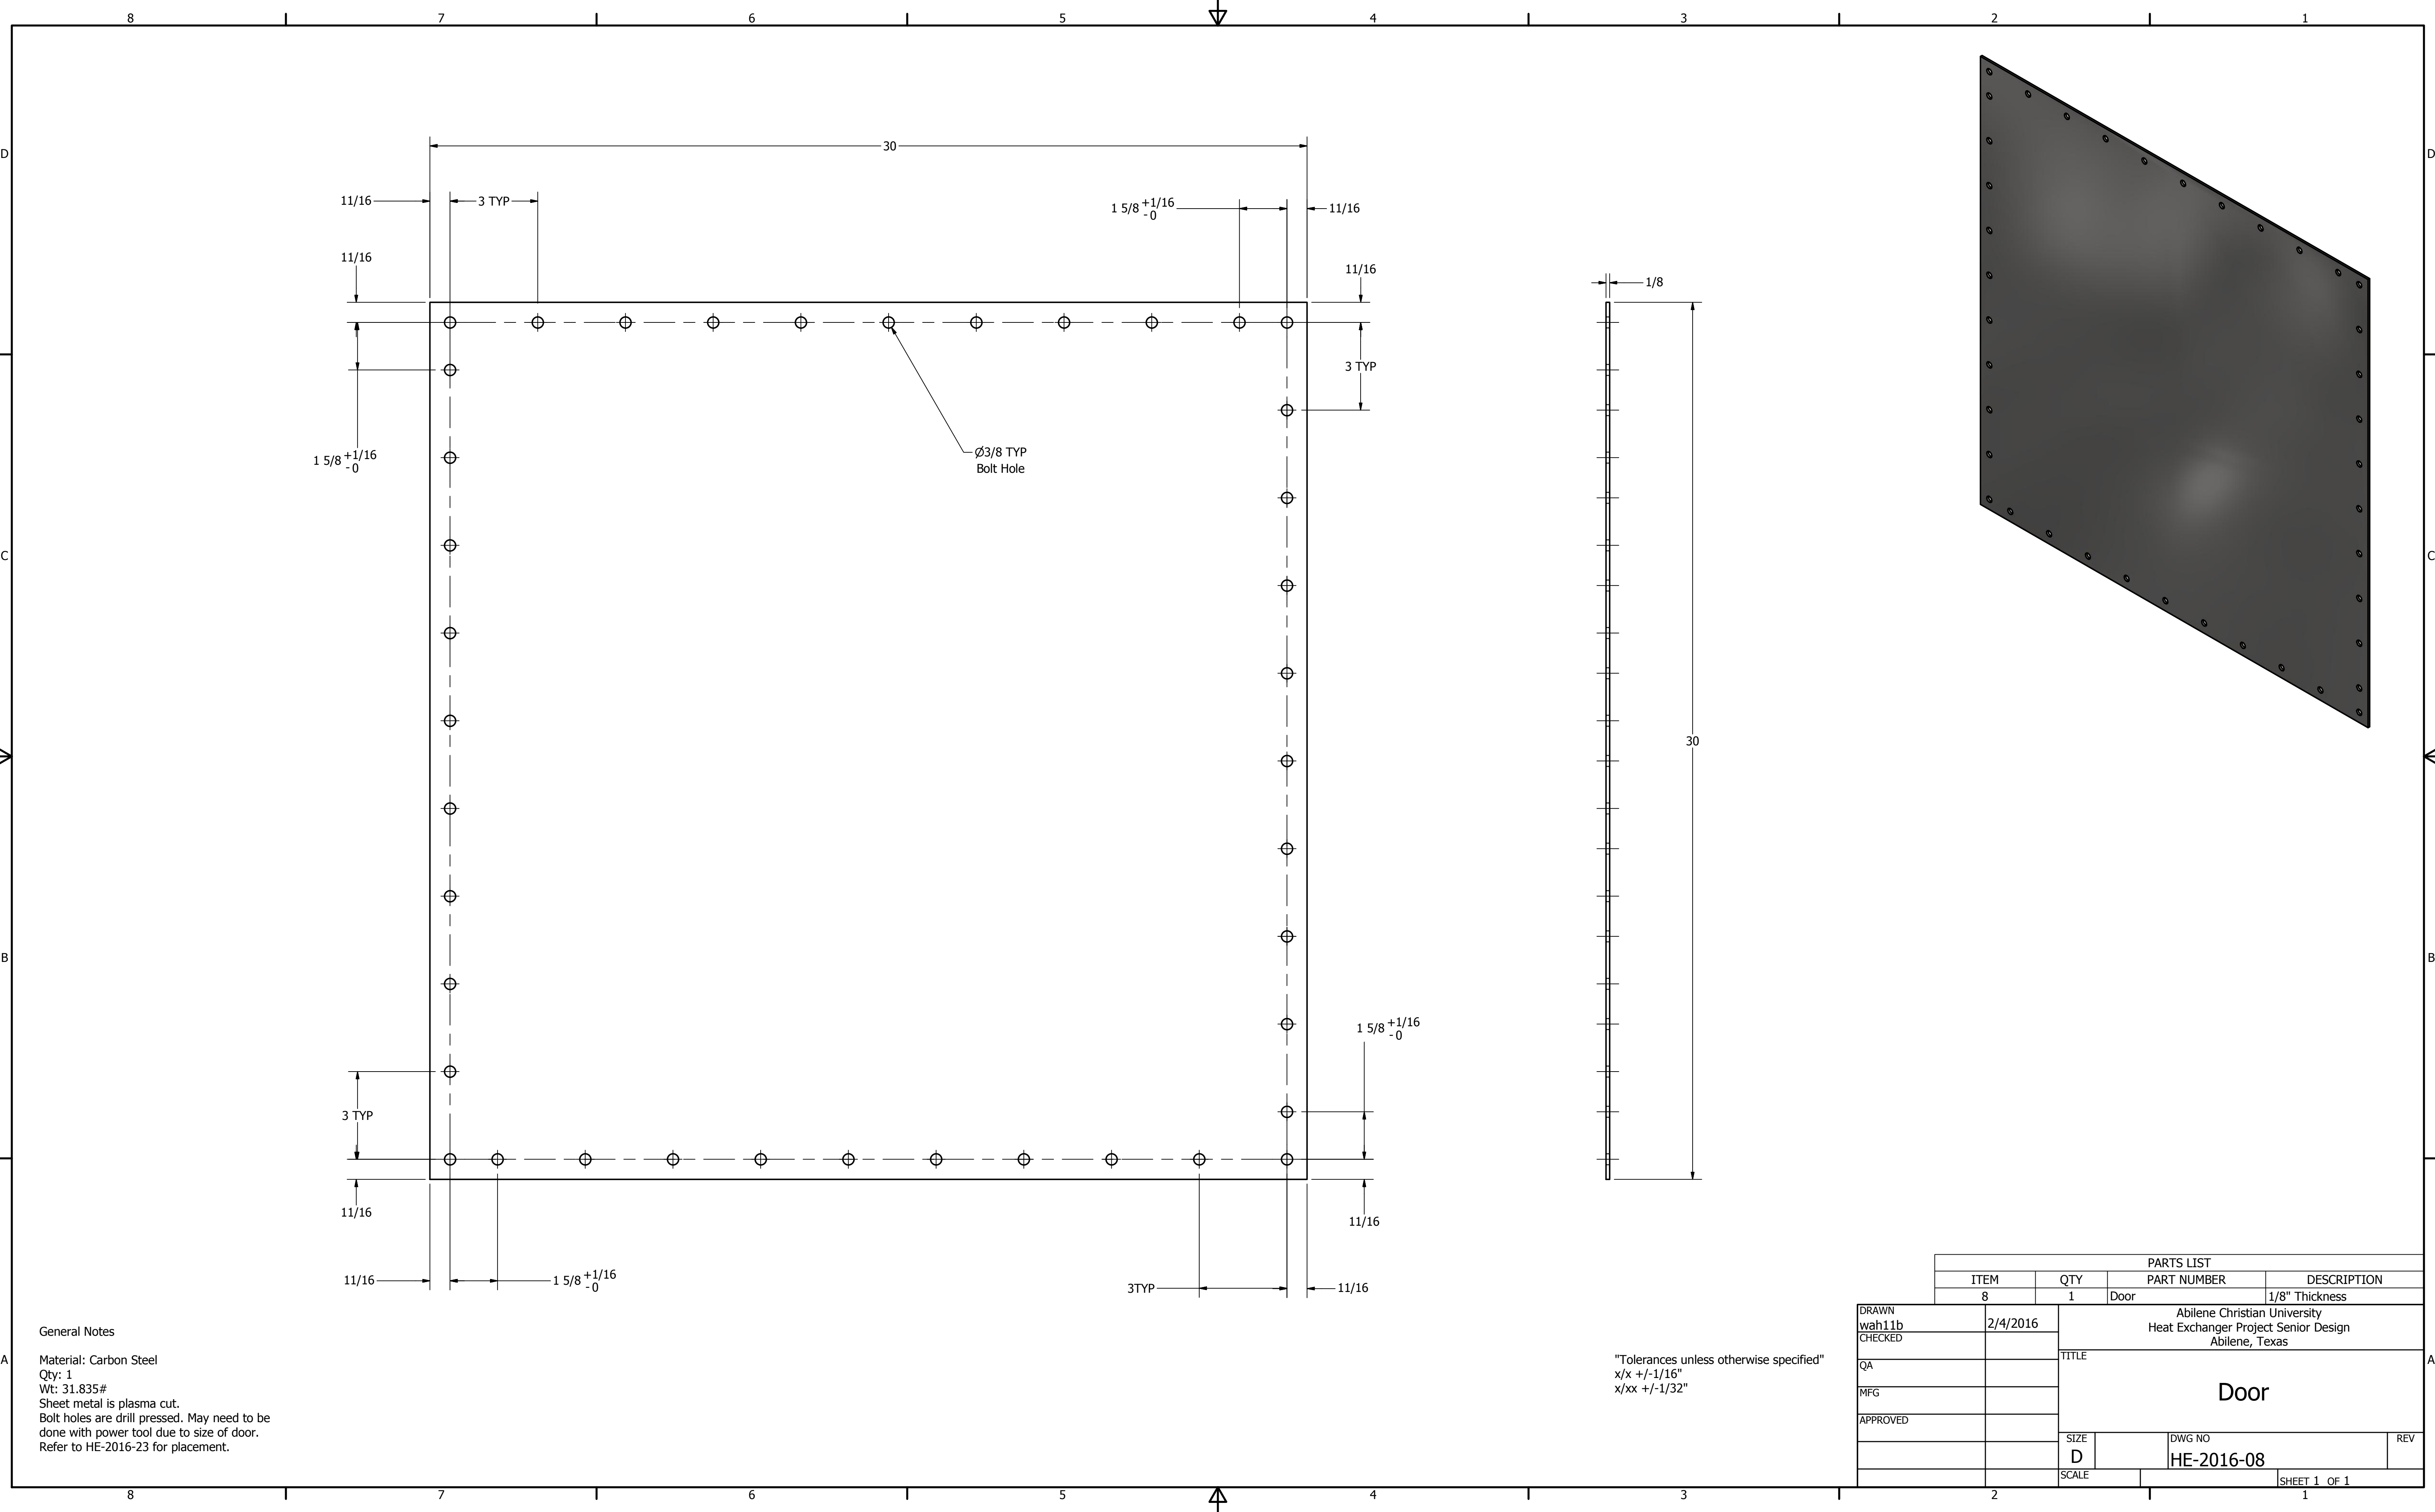 8 7 6 5 4 3 2 1
D
D
30
11/16
3 TYP
1 5/8 +1/16
- 0
11/16
11/16
11/16
1/8
3 TYP
1 5/8 +1/16
- 0
Ø3/8 TYP
Bolt Hole
C
C
30
B
B
1 5/8 +1/16
- 0
3 TYP
11/16
11/16
11/16
1 5/8 +1/16
- 0
3TYP
11/16
General Notes
Material: Carbon Steel
Qty: 1
Wt: 31.835#
Sheet metal is plasma cut.
Bolt holes are drill pressed. May need to be
done with power tool due to size of door.
Refer to HE-2016-23 for placement.
A
"Tolerances unless otherwise specified"
x/x +/-1/16"
x/xx +/-1/32"
PARTS LIST
ITEM QTY PART NUMBER DESCRIPTION
8 1 Door 1/8" Thickness
DRAWN
wah11b 2/4/2016
CHECKED
QA
MFG
APPROVED
Abilene Christian University
Heat Exchanger Project Senior Design
Abilene, Texas
TITLE
Door
SIZE
D
DWG NO
HE-2016-08
REV
SCALE
SHEET 1 OF 1
A
8 7 6 5 4 3 2 1